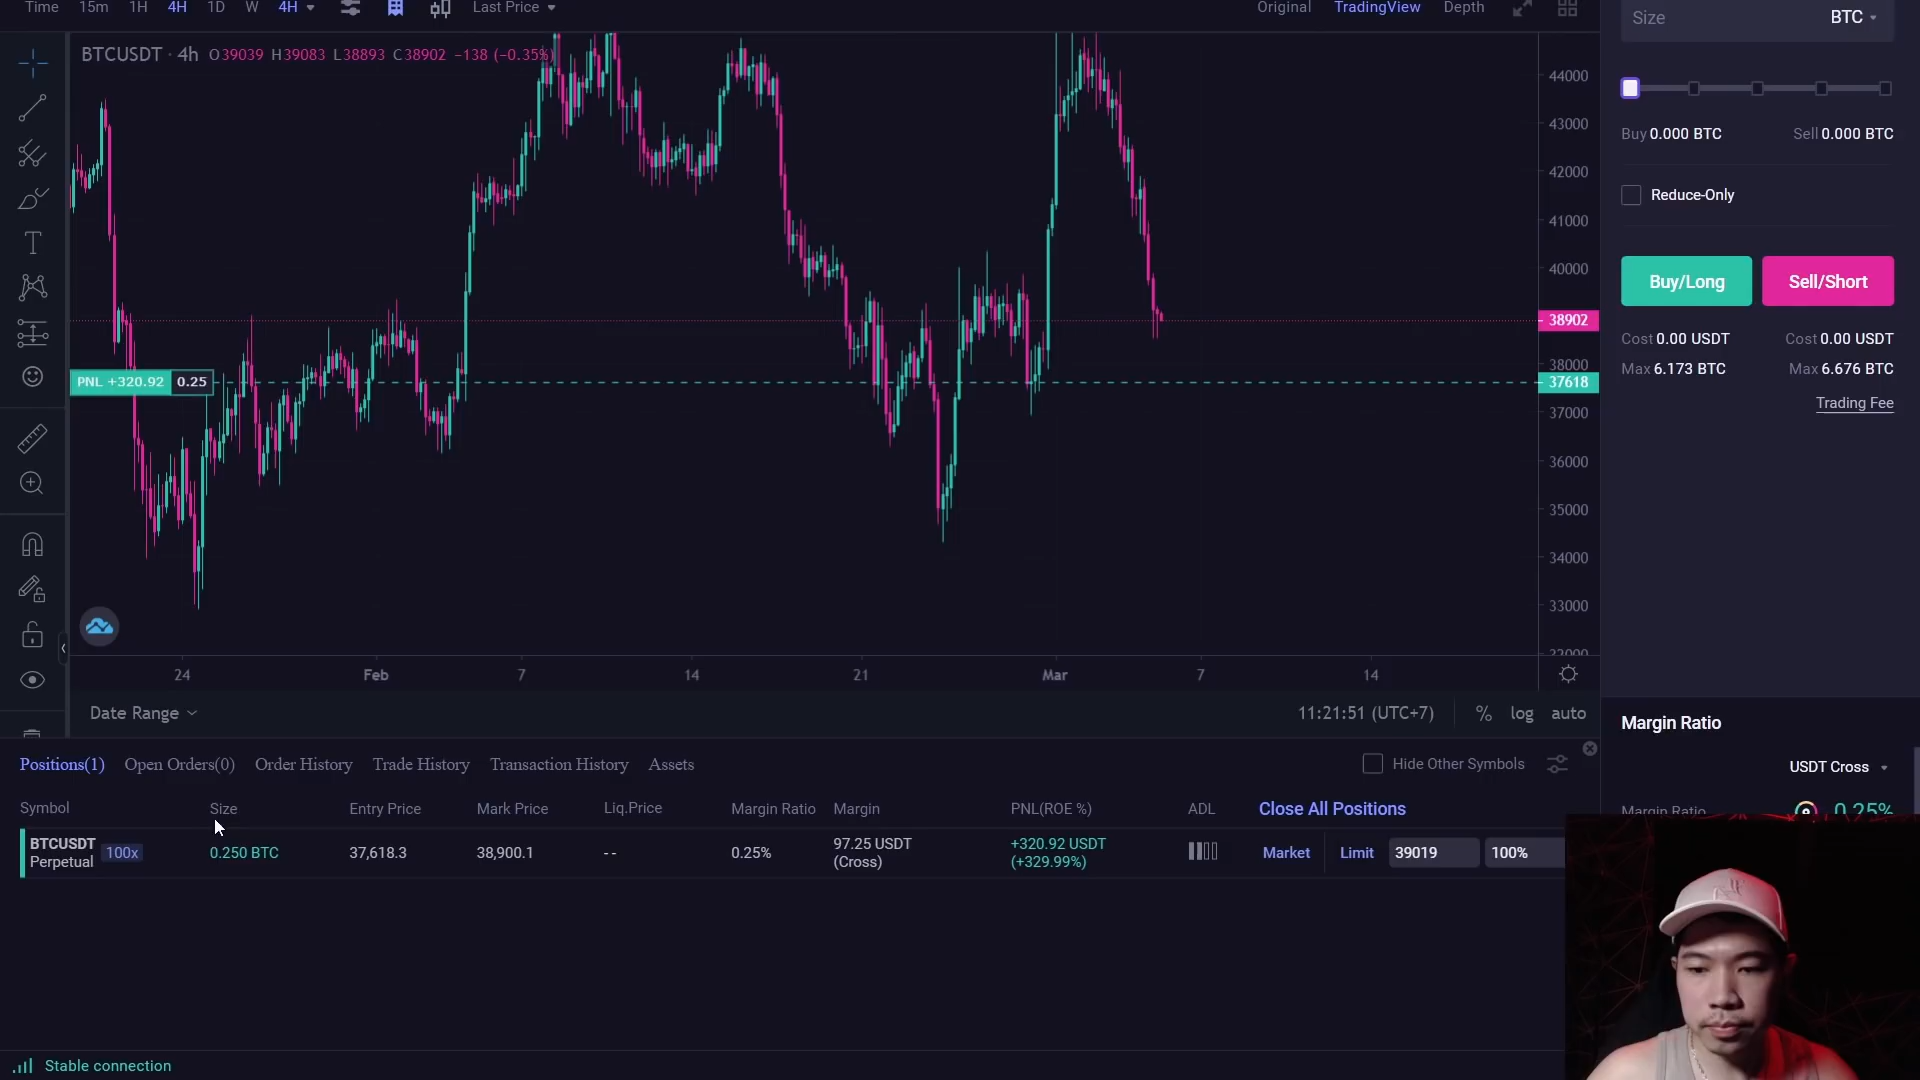 Time 15m 1H 4H 1D W 4H Last Price Original TradingView Depth
Size BTC
BTCUSDT · 4h O39039 H39083 L38893 C38902 −138 (−0.35%)
44000
43000
42000
41000
40000
38902
38000
37618
37000
36000
35000
34000
33000
32000
PNL +320.92 0.25
24 Feb 7 14 21 Mar 7 14
Date Range 11:21:51 (UTC+7) % log auto
Buy 0.000 BTC Sell 0.000 BTC
Reduce-Only
Buy/Long Sell/Short
Cost 0.00 USDT Cost 0.00 USDT
Max 6.173 BTC Max 6.676 BTC
Trading Fee
Margin Ratio
USDT Cross
Margin Ratio 0.25%
Positions(1) Open Orders(0) Order History Trade History Transaction History Assets Hide Other Symbols
Symbol Size Entry Price Mark Price Liq.Price Margin Ratio Margin PNL(ROE %) ADL Close All Positions
BTCUSDT Perpetual 100x 0.250 BTC 37,618.3 38,900.1 -- 0.25% 97.25 USDT (Cross) +320.92 USDT (+329.99%) Market Limit 39019 100%
Stable connection